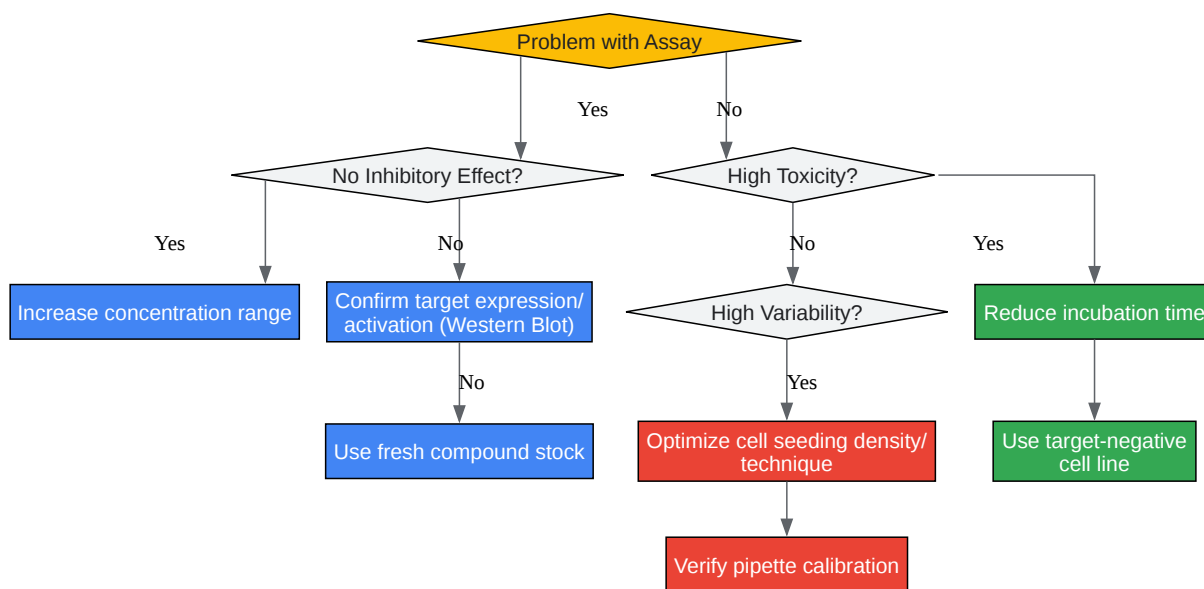 Problem with Assay
Yes
No
No Inhibitory Effect?
High Toxicity?
Yes
No
No
Yes
Increase concentration range
Confirm target expression/
activation (Western Blot)
High Variability?
Reduce incubation time
No
Yes
Use fresh compound stock
Optimize cell seeding density/
technique
Use target-negative
cell line
Verify pipette calibration